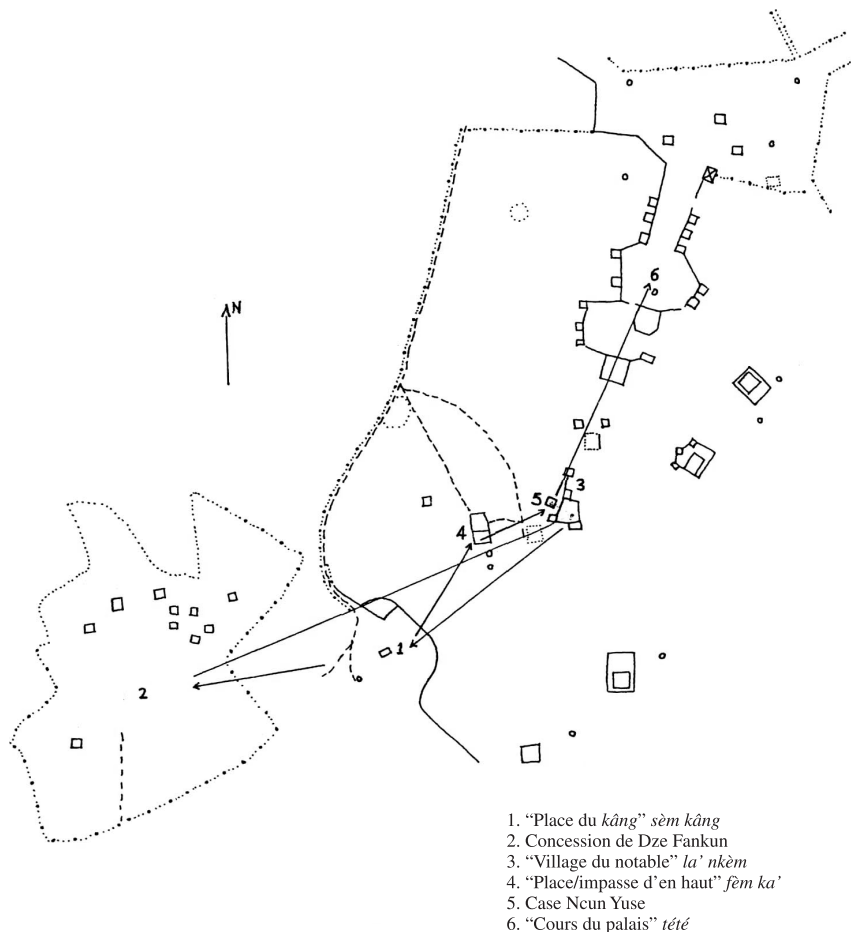 N
6
3
5
4
1
2
1. “Place du kâng” sèm kâng
2. Concession de Dze Fankun
3. “Village du notable” la’ nkèm
4. “Place/impasse d’en haut” fèm ka’
5. Case Ncun Yuse
6. “Cours du palais” tété